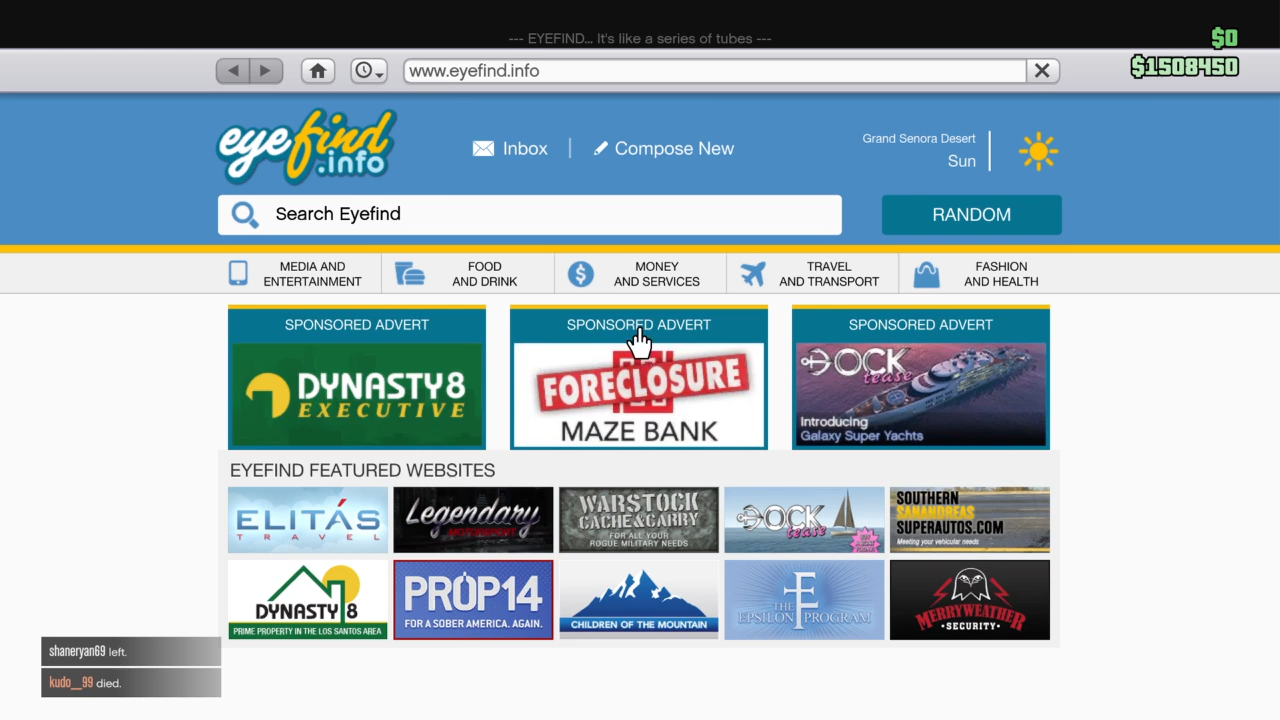 --- EYEFIND... It's like a series of tubes ---
$0
$1508450
www.eyefind.info
eyefind
.info
Inbox
Compose New
Grand Senora Desert
Sun
Search Eyefind
RANDOM
MEDIA AND
ENTERTAINMENT
FOOD
AND DRINK
MONEY
AND SERVICES
TRAVEL
AND TRANSPORT
FASHION
AND HEALTH
SPONSORED ADVERT
DYNASTY 8
EXECUTIVE
SPONSORED ADVERT
FORECLOSURE
MAZE BANK
SPONSORED ADVERT
DOCK
tease
Introducing
Galaxy Super Yachts
EYEFIND FEATURED WEBSITES
ELITÁS
TRAVEL
Legendary
MOTORSPORT
WARSTOCK
CACHE & CARRY
FOR ALL YOUR
ROGUE MILITARY NEEDS
DOCK
tease
SOUTHERN
SANANDREAS
SUPERAUTOS.COM
Meeting your vehicular needs
DYNASTY 8
PRIME PROPERTY IN THE LOS SANTOS AREA
PROP14
FOR A SOBER AMERICA. AGAIN.
CHILDREN OF THE MOUNTAIN
THE
EPSILON PROGRAM
MERRYWEATHER
•SECURITY•
shaneryan69 left.
kudo__99 died.